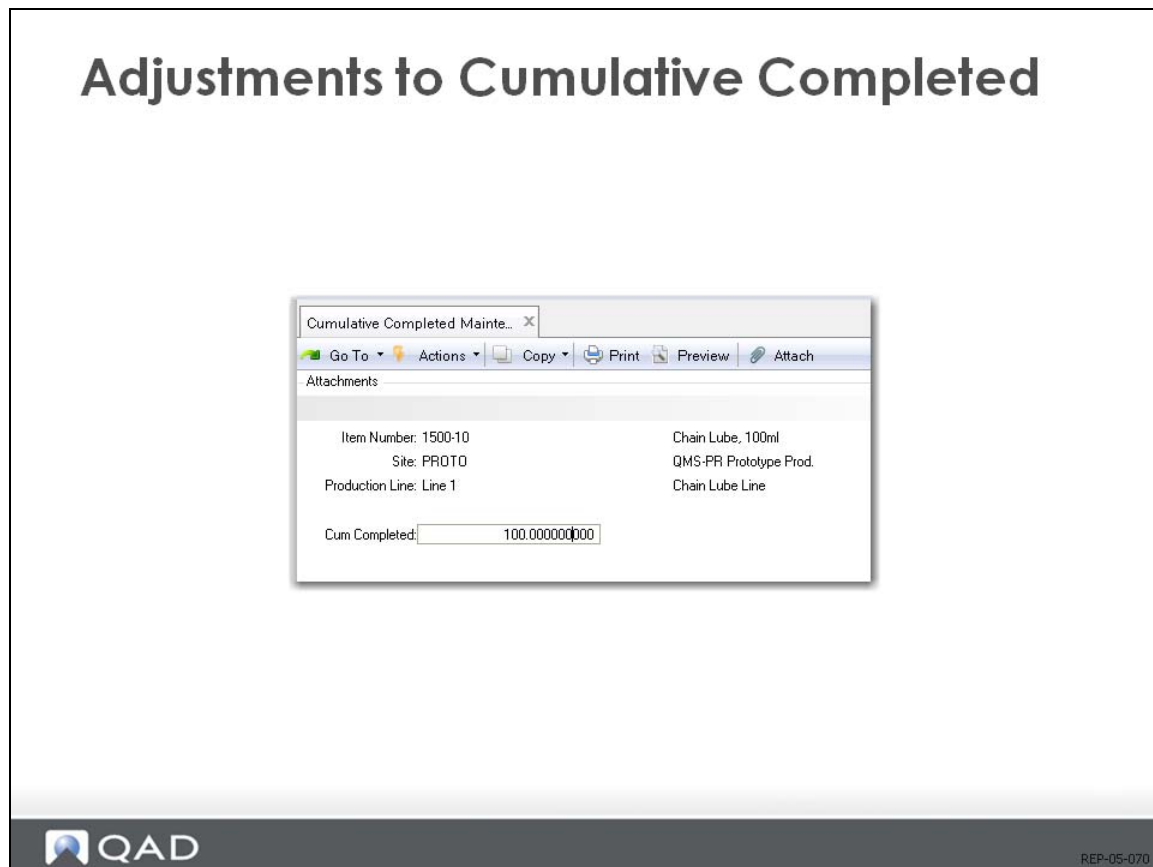 Adjustments to Cumulative Completed
Cumulative Completed Mainte...
Go To Actions Copy Print Preview Attach
Attachments
Item Number: 1500-10 Chain Lube, 100ml
Site: PROTO QMS-PR Prototype Prod.
Production Line: Line 1 Chain Lube Line
Cum Completed: 100.000000000
QAD
REP-05-070